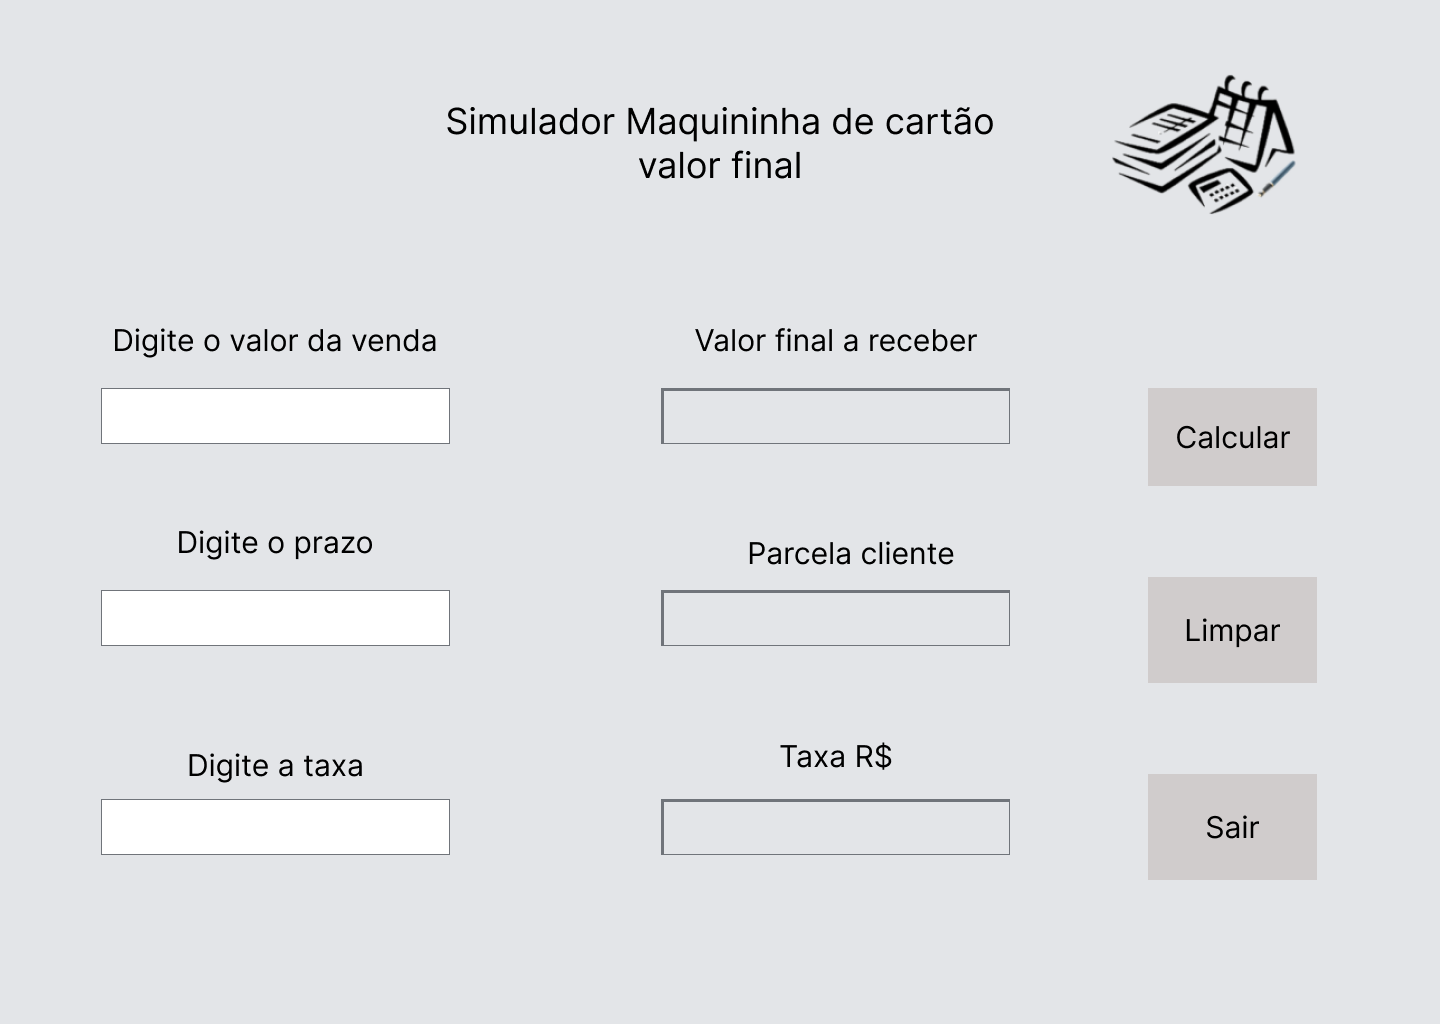 Simulador Maquininha de cartão
valor final
Digite o valor da venda
Valor final a receber
Calcular
Digite o prazo
Parcela cliente
Limpar
Digite a taxa
Taxa R$
Sair